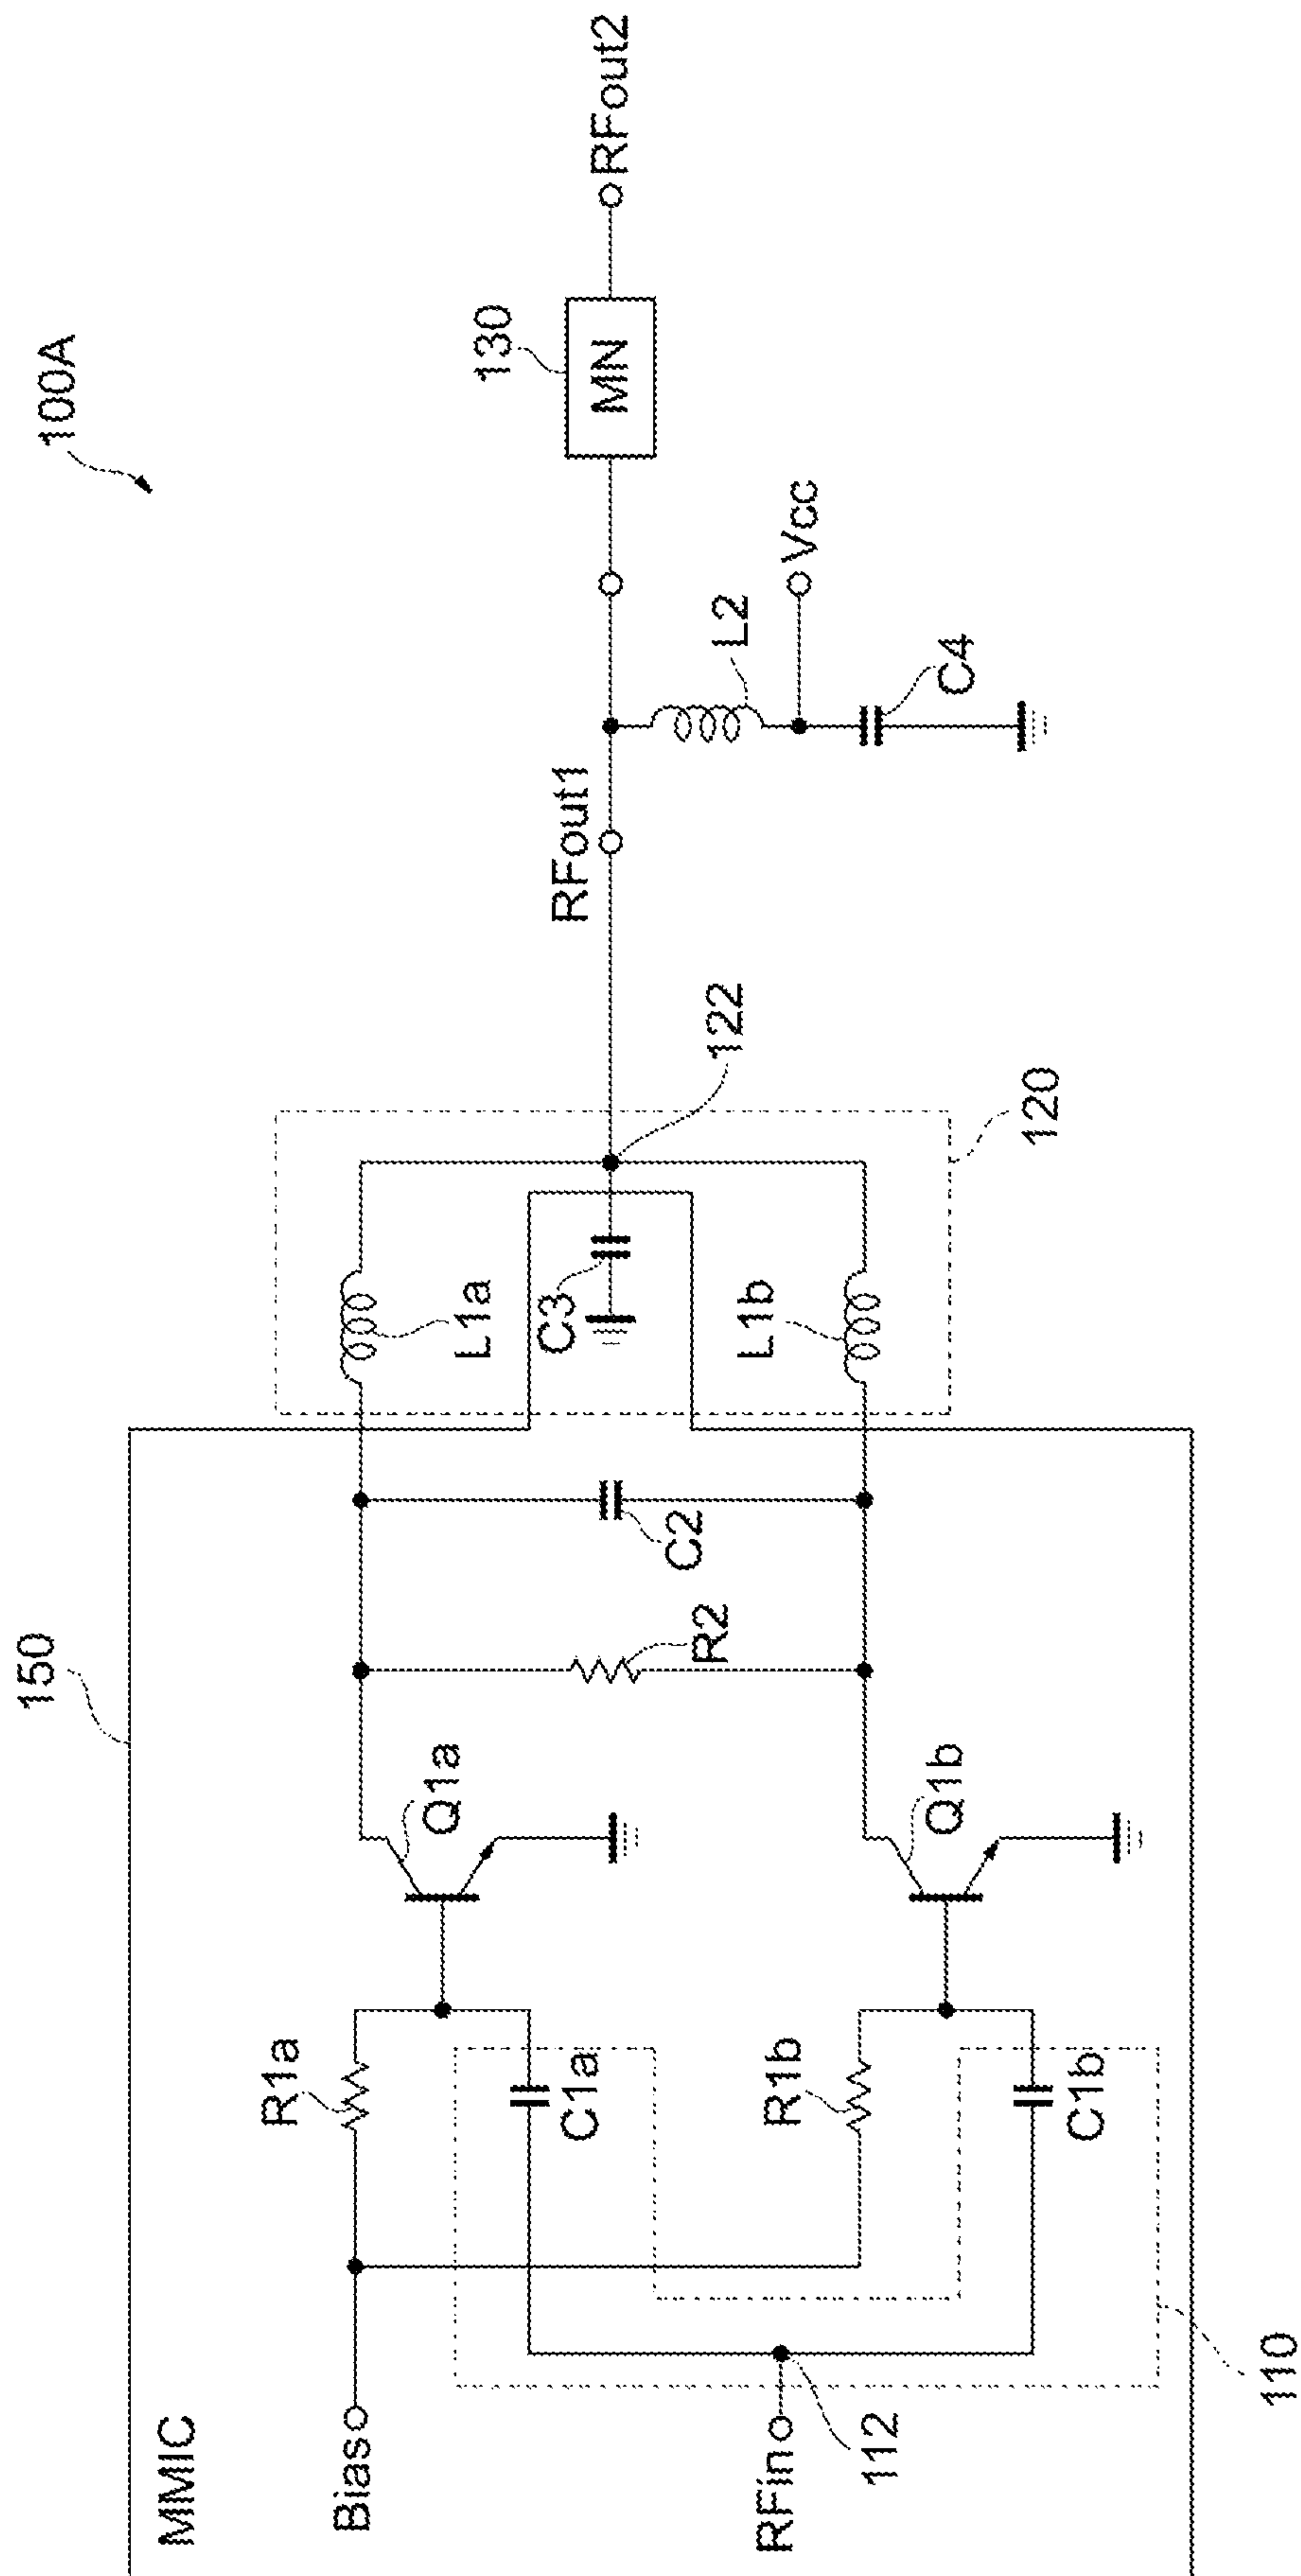 100A
150
MMIC
Bias
R1a
Q1a
C1a
R2
C2
L1a
C3
L1b
122
120
RFout1
L2
Vcc
C4
130
MN
RFout2
RFin
112
R1b
Q1b
C1b
110